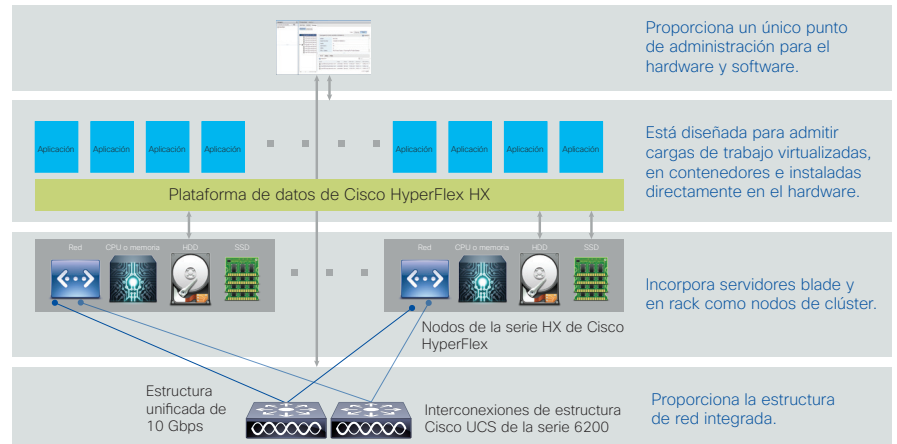 Proporciona un único punto
de administración para el
hardware y software.
Aplicación
Aplicación
Aplicación
Aplicación
Aplicación
Aplicación
Aplicación
Aplicación
Está diseñada para admitir
cargas de trabajo virtualizadas,
en contenedores e instaladas
directamente en el hardware.
Plataforma de datos de Cisco HyperFlex HX
Red
CPU o memoria
HDD
SSD
Red
CPU o memoria
HDD
SSD
Incorpora servidores blade y
en rack como nodos de clúster.
Nodos de la serie HX de Cisco
HyperFlex
Estructura
unificada de
10 Gbps
Interconexiones de estructura
Cisco UCS de la serie 6200
Proporciona la estructura
de red integrada.